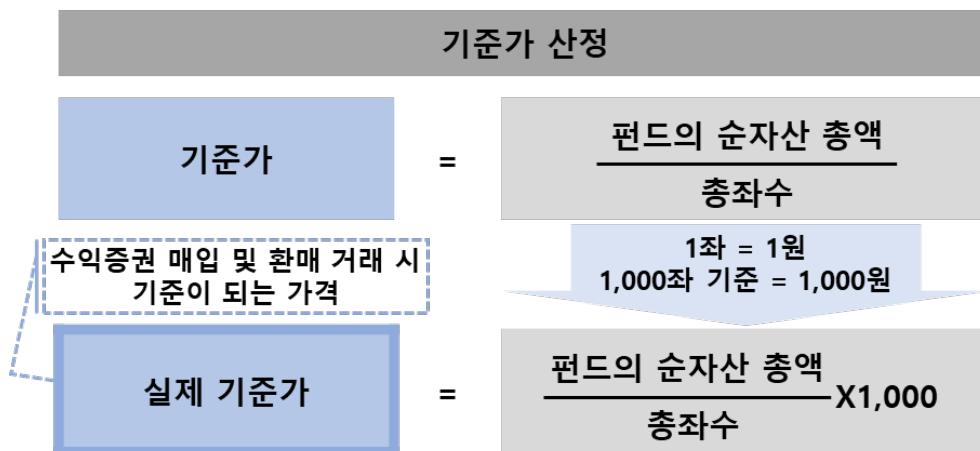 기준가 산정
기준가
=
펀드의 순자산 총액
총좌수
수익증권 매입 및 환매 거래 시
기준이 되는 가격
1좌 = 1원
1,000좌 기준 = 1,000원
실제 기준가
=
펀드의 순자산 총액
총좌수
X1,000